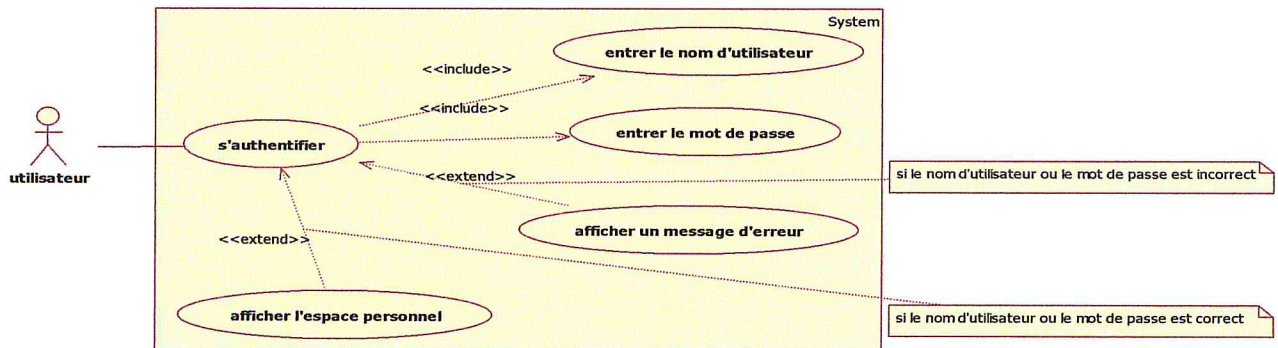 System
entrer le nom d'utilisateur
<<include>>
<<include>>
entrer le mot de passe
s'authentifier
utilisateur
<<extend>>
si le nom d'utilisateur ou le mot de passe est incorrect
afficher un message d'erreur
<<extend>>
afficher l'espace personnel
si le nom d'utilisateur ou le mot de passe est correct